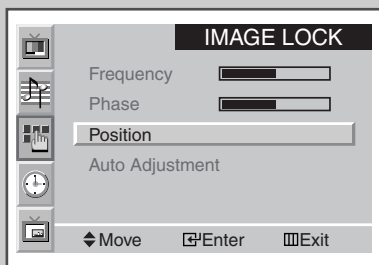 IMAGE LOCK
Frequency
Phase
Position
Auto Adjustment
Move Enter Exit